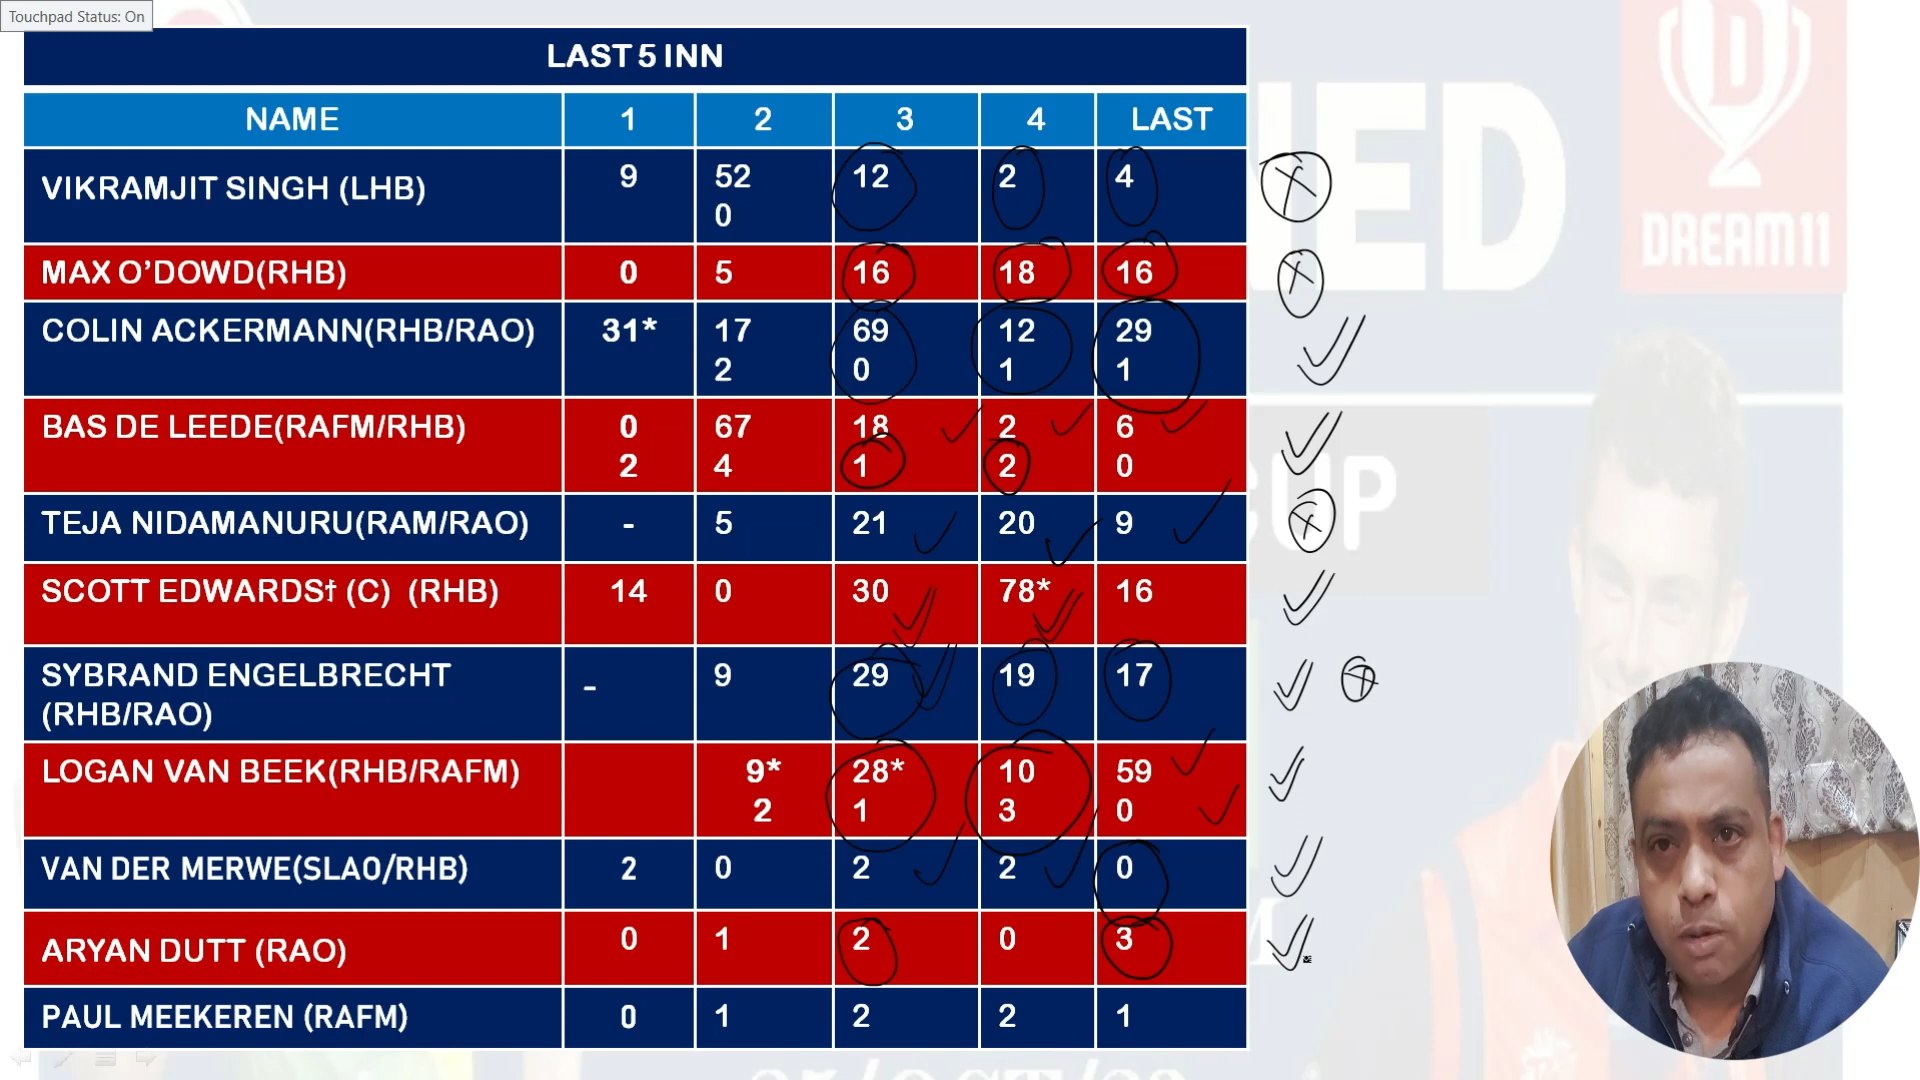 Touchpad Status: On
LAST 5 INN
NAME 1 2 3 4 LAST
VIKRAMJIT SINGH (LHB) 9 52 12 2 4
0
MAX O’DOWD(RHB) 0 5 16 18 16
COLIN ACKERMANN(RHB/RAO) 31* 17 69 12 29
2 0 1 1
BAS DE LEEDE(RAFM/RHB) 0 67 18 2 6
2 4 1 2 0
TEJA NIDAMANURU(RAM/RAO) - 5 21 20 9
SCOTT EDWARDS† (C) (RHB) 14 0 30 78* 16
SYBRAND ENGELBRECHT - 9 29 19 17
(RHB/RAO)
LOGAN VAN BEEK(RHB/RAFM) 9* 28* 10 59
2 1 3 0
VAN DER MERWE(SLAO/RHB) 2 0 2 2 0
ARYAN DUTT (RAO) 0 1 2 0 3
PAUL MEEKEREN (RAFM) 0 1 2 2 1
DREAM11